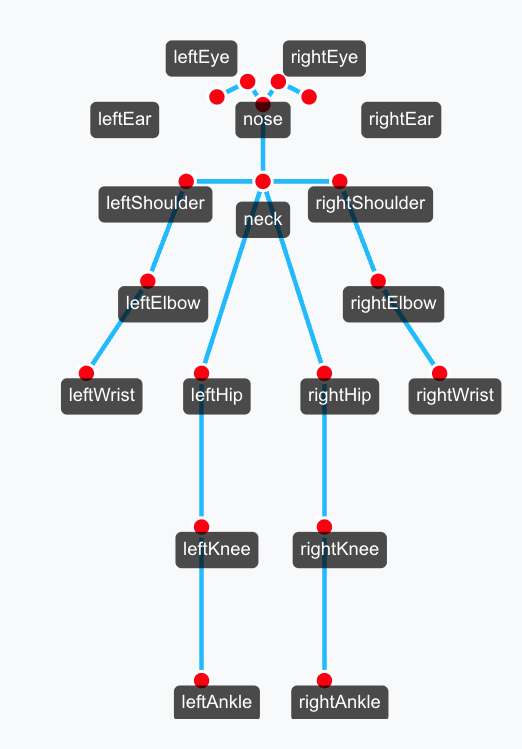 leftEye
rightEye
leftEar
nose
rightEar
leftShoulder
rightShoulder
neck
leftElbow
rightElbow
leftWrist
leftHip
rightHip
rightWrist
leftKnee
rightKnee
leftAnkle
rightAnkle